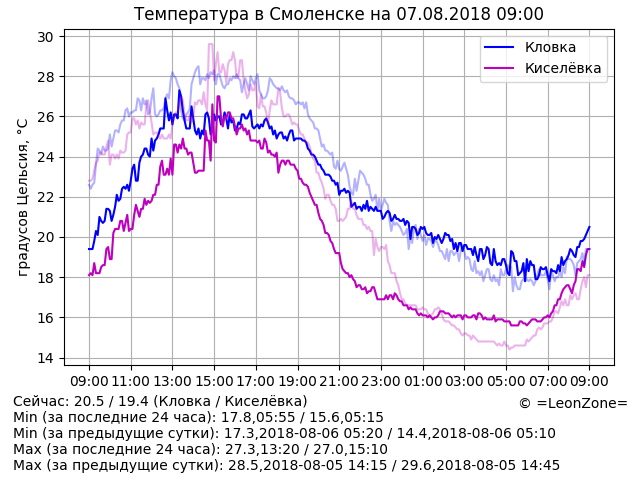 Температура в Смоленске на 07.08.2018 09:00
градусов Цельсия, °C
30
28
26
24
22
20
18
16
14
Кловка
Киселёвка
09:00 11:00 13:00 15:00 17:00 19:00 21:00 23:00 01:00 03:00 05:00 07:00 09:00
Сейчас: 20.5 / 19.4 (Кловка / Киселёвка)
© =LeonZone=
Min (за последние 24 часа): 17.8,05:55 / 15.6,05:15
Min (за предыдущие сутки): 17.3,2018-08-06 05:20 / 14.4,2018-08-06 05:10
Max (за последние 24 часа): 27.3,13:20 / 27.0,15:10
Max (за предыдущие сутки): 28.5,2018-08-05 14:15 / 29.6,2018-08-05 14:45